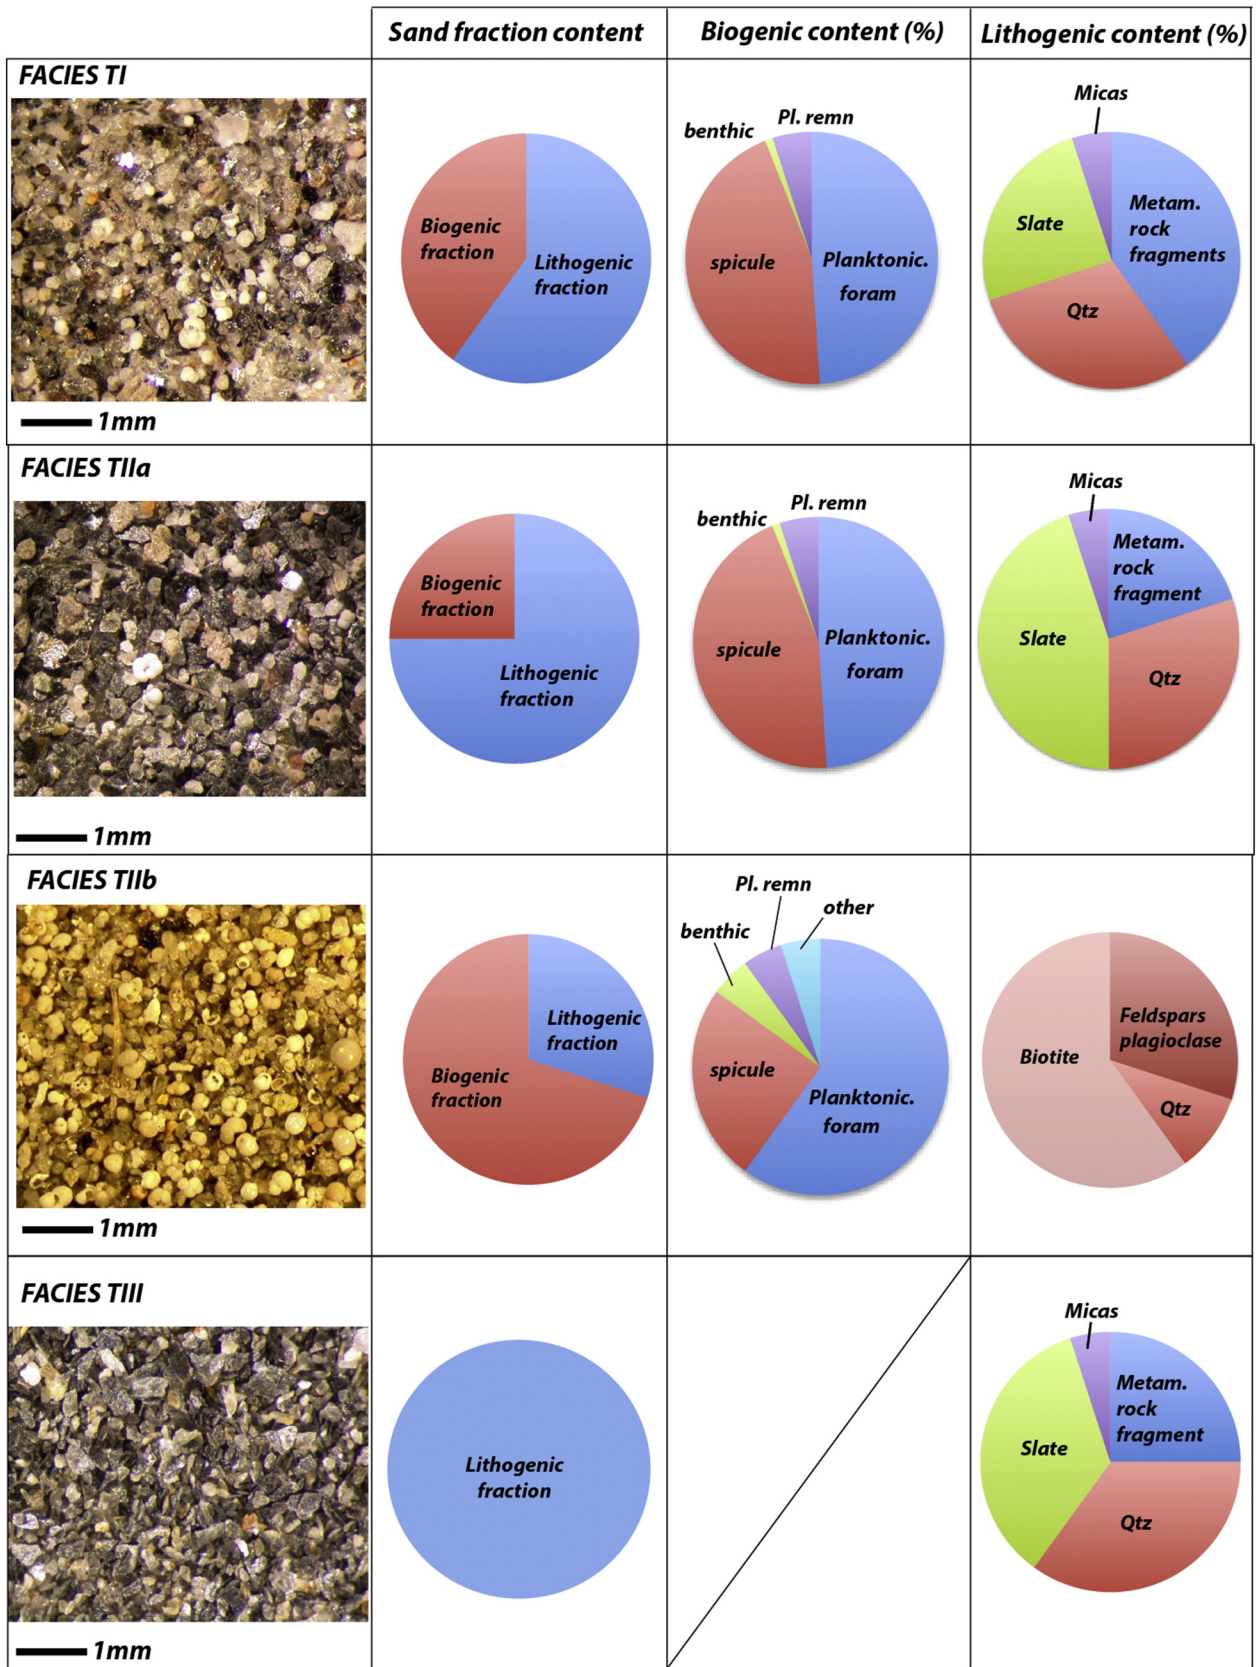 Sand fraction content
Biogenic content (%)
Lithogenic content (%)
FACIES TI
1mm
Biogenic
fraction
Lithogenic
fraction
benthic
Pl. remn
spicule
Planktonic.
foram
Micas
Metam.
rock
fragments
Slate
Qtz
FACIES TIIa
1mm
Biogenic
fraction
Lithogenic
fraction
benthic
Pl. remn
spicule
Planktonic.
foram
Micas
Metam.
rock
fragment
Slate
Qtz
FACIES TIIb
1mm
Lithogenic
fraction
Biogenic
fraction
Pl. remn
other
benthic
spicule
Planktonic.
foram
Feldspars
plagioclase
Biotite
Qtz
FACIES TIII
1mm
Lithogenic
fraction
Micas
Metam.
rock
fragment
Slate
Qtz